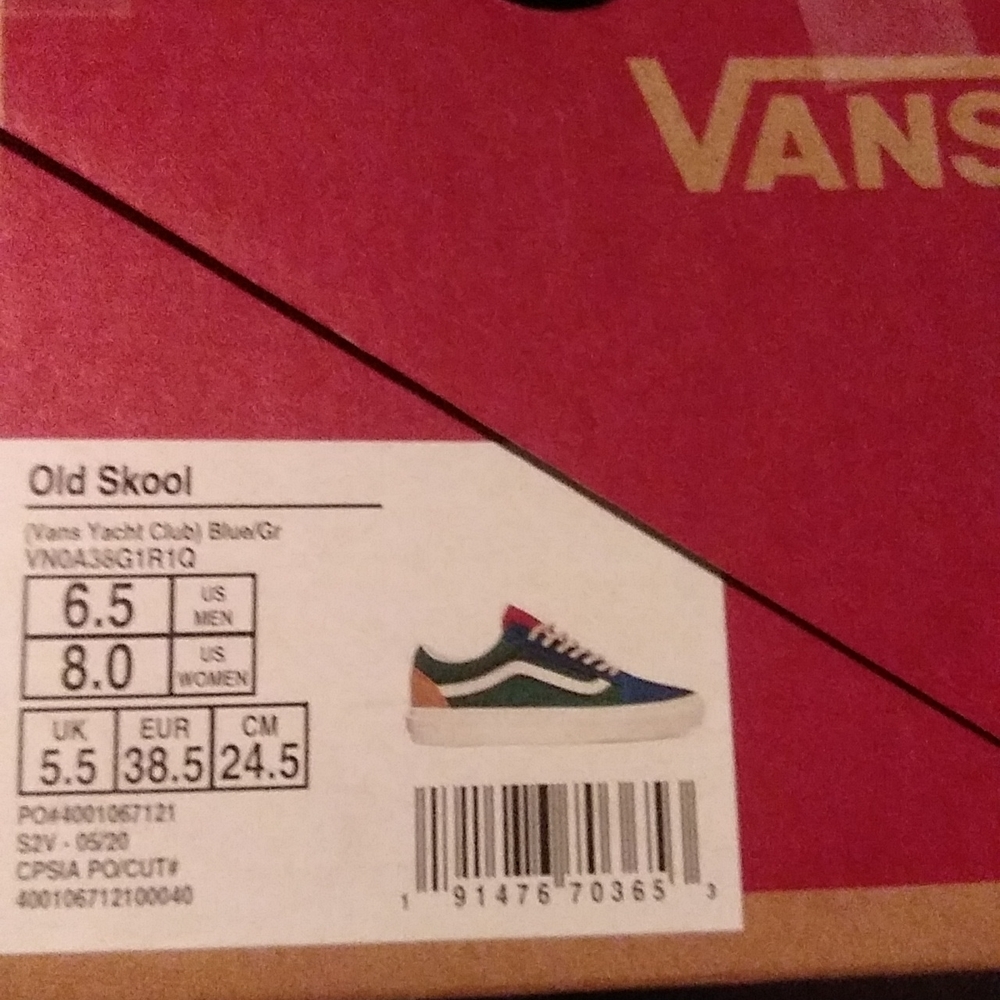 VANS
Old Skool
(Vans Yacht Club) Blue/Gr
VN0A38G1R1Q
6.5 US MEN
8.0 US WOMEN
UK EUR CM
5.5 38.5 24.5
PO#4001067121
S2V - 05/20
CPSIA PO/CUT#
400106712100040
1 91476 70365 3